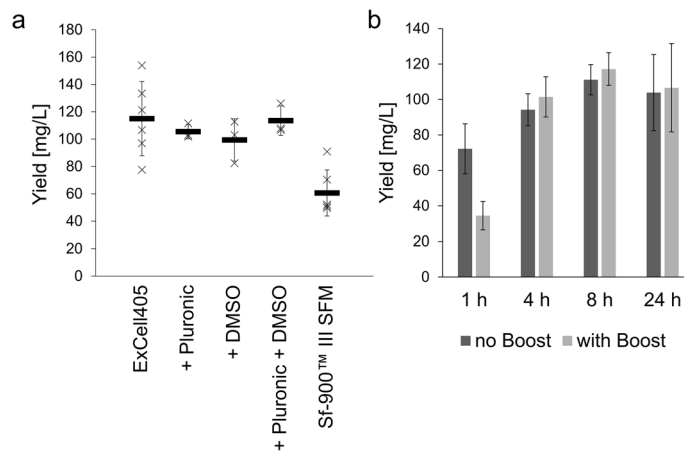 a
Yield [mg/L]
180
160
140
120
100
80
60
40
20
0
ExCell405
+ Pluronic
+ DMSO
+ Pluronic + DMSO
Sf-900™ III SFM
b
Yield [mg/L]
140
120
100
80
60
40
20
0
1 h 4 h 8 h 24 h
no Boost with Boost